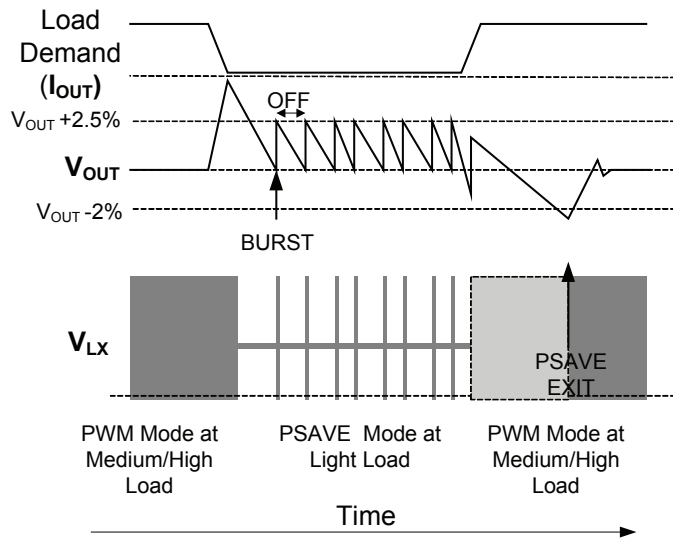 Load
Demand
(IOUT)
VOUT +2.5%
OFF
VOUT
VOUT -2%
BURST
VLX
PSAVE
EXIT
PWM Mode at
Medium/High
Load
PSAVE Mode at
Light Load
PWM Mode at
Medium/High
Load
Time